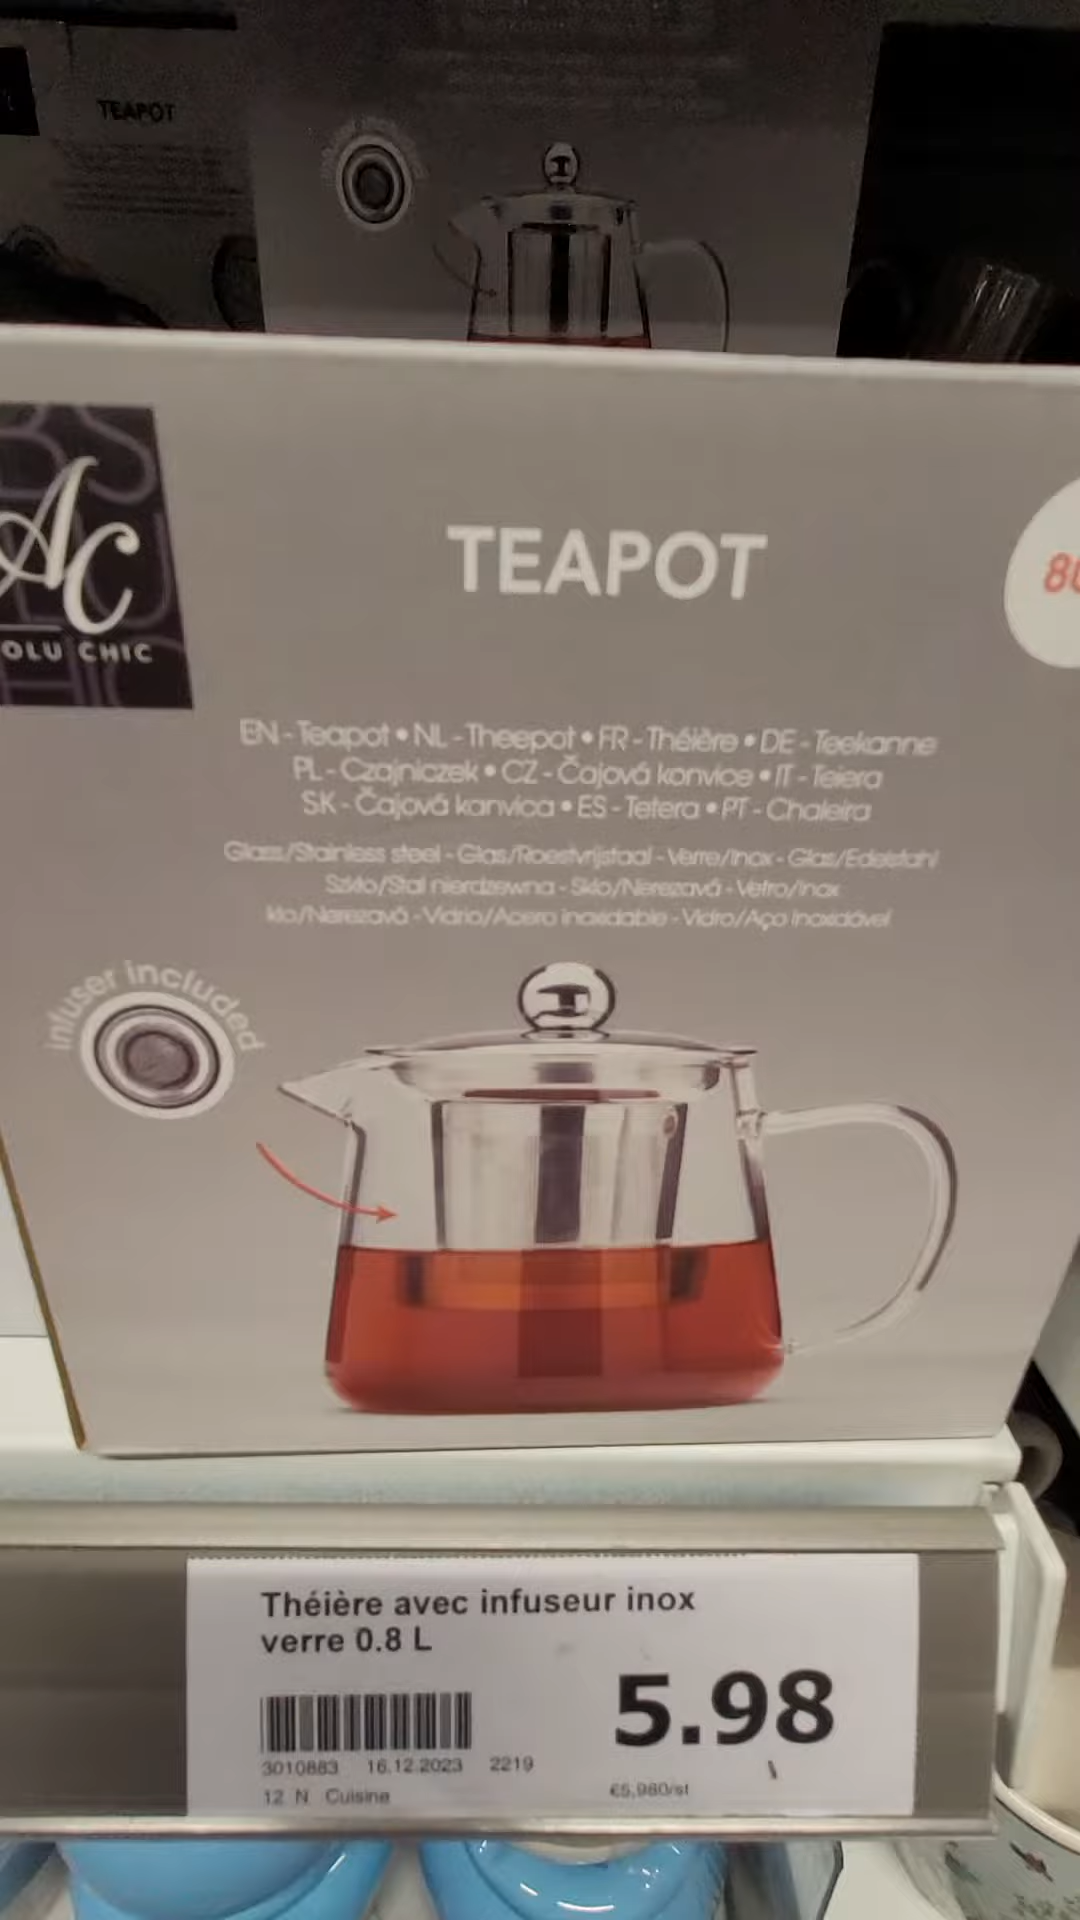 TEAPOT
AC
OLU CHIC
TEAPOT
80
EN - Teapot • NL - Theepot • FR - Théière • DE - Teekanne
PL - Czajniczek • CZ - Čajová konvice • IT - Teiera
SK - Čajová kanvica • ES - Tetera • PT - Chaleira
Glass/Stainless steel - Glas/Roestvrijstaal - Verre/Inox - Glas/Edelstahl
Szkło/Stal nierdzewna - Sklo/Nerezavá - Vetro/Inox
klo/Nerezavá - Vidrio/Acero inoxidable - Vidro/Aço inoxidável
infuser included
Théière avec infuseur inox
verre 0.8 L
5.98
3010883 16.12.2023 2219
12 N Cuisine
€5,980/st